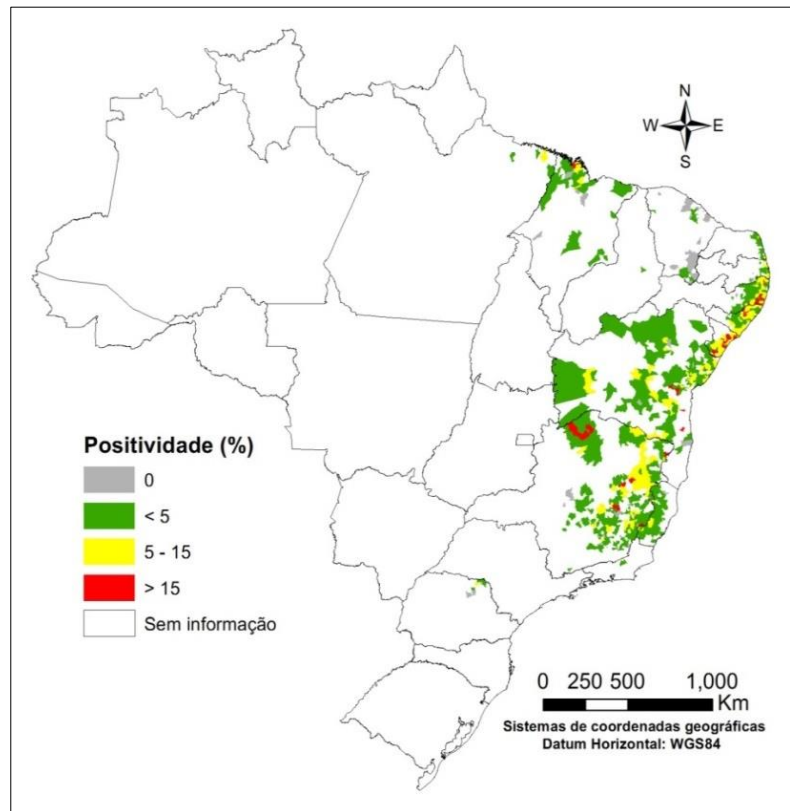 N
W E
S
Positividade (%)
0
< 5
5 - 15
> 15
Sem informação
0 250 500 1,000
Km
Sistemas de coordenadas geográficas
Datum Horizontal: WGS84